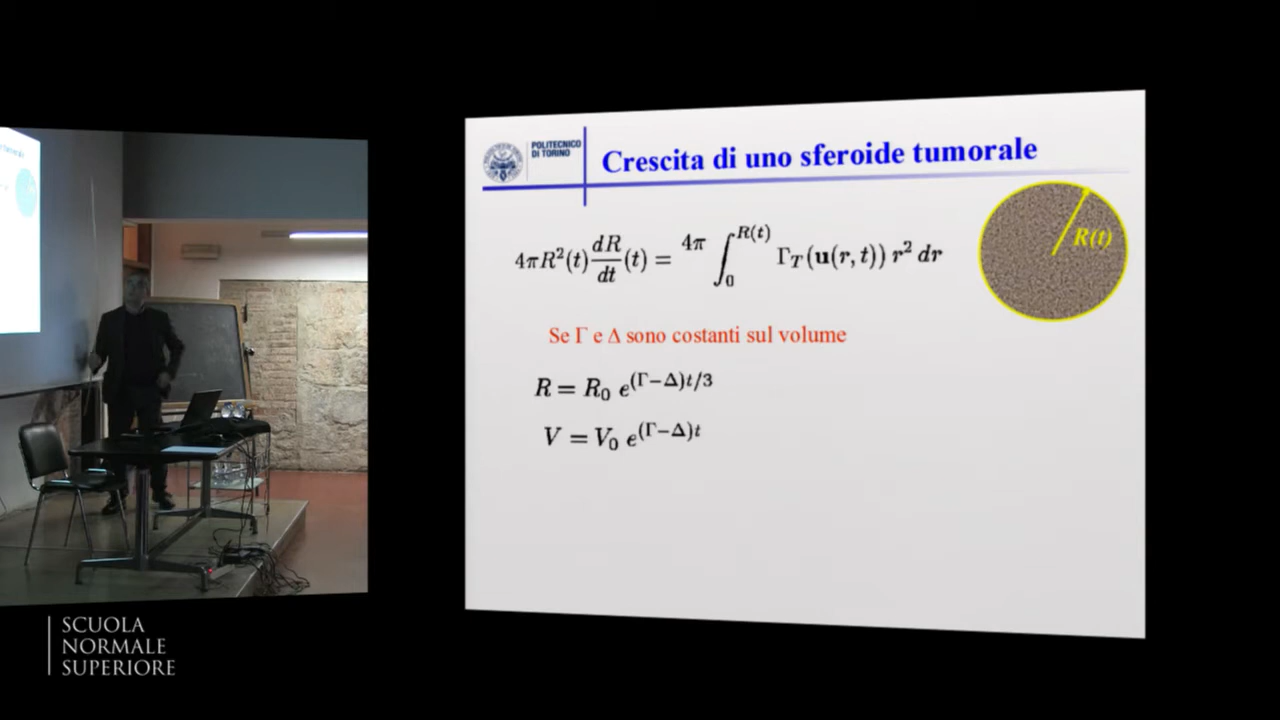 POLITECNICO
DI TORINO
Crescita di uno sferoide tumorale
4πR²(t) dR/dt (t) = 4π ∫₀^R(t) Γ_T(u(r, t)) r² dr
R(t)
Se Γ e Δ sono costanti sul volume
R = R₀ e^(Γ−Δ)t/3
V = V₀ e^(Γ−Δ)t
SCUOLA
NORMALE
SUPERIORE